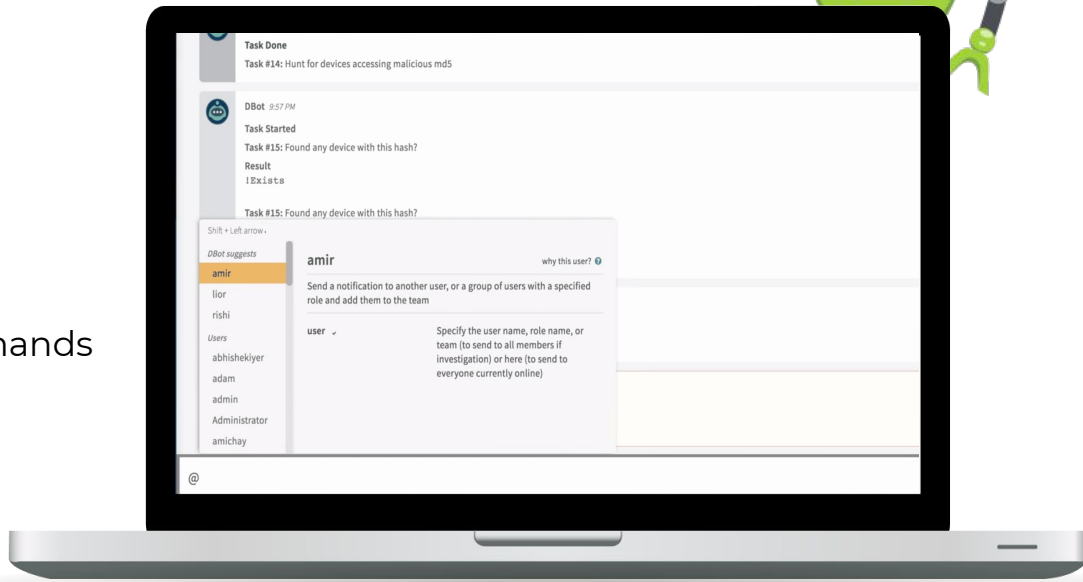 Task Done
Task #14: Hunt for devices accessing malicious md5
DBot 9:57 PM
Task Started
Task #15: Found any device with this hash?
Result
!Exists
Task #15: Found any device with this hash?
Shift + Left arrow
DBot suggests
amir
lior
rishi
Users
abhishekiyer
adam
admin
Administrator
amichay
amir
why this user?
Send a notification to another user, or a group of users with a specified
role and add them to the team
user
Specify the user name, role name, or
team (to send to all members if
investigation) or here (to send to
everyone currently online)
@